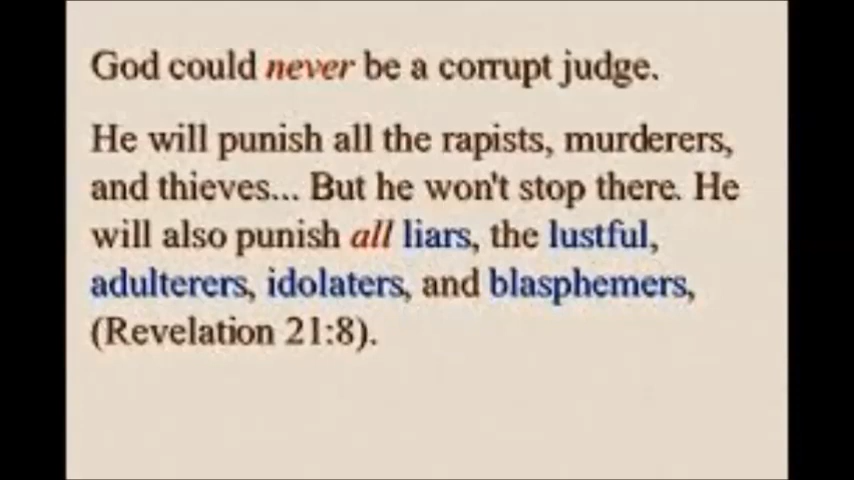 God could never be a corrupt judge.
He will punish all the rapists, murderers,
and thieves... But he won't stop there. He
will also punish all liars, the lustful,
adulterers, idolaters, and blasphemers,
(Revelation 21:8).